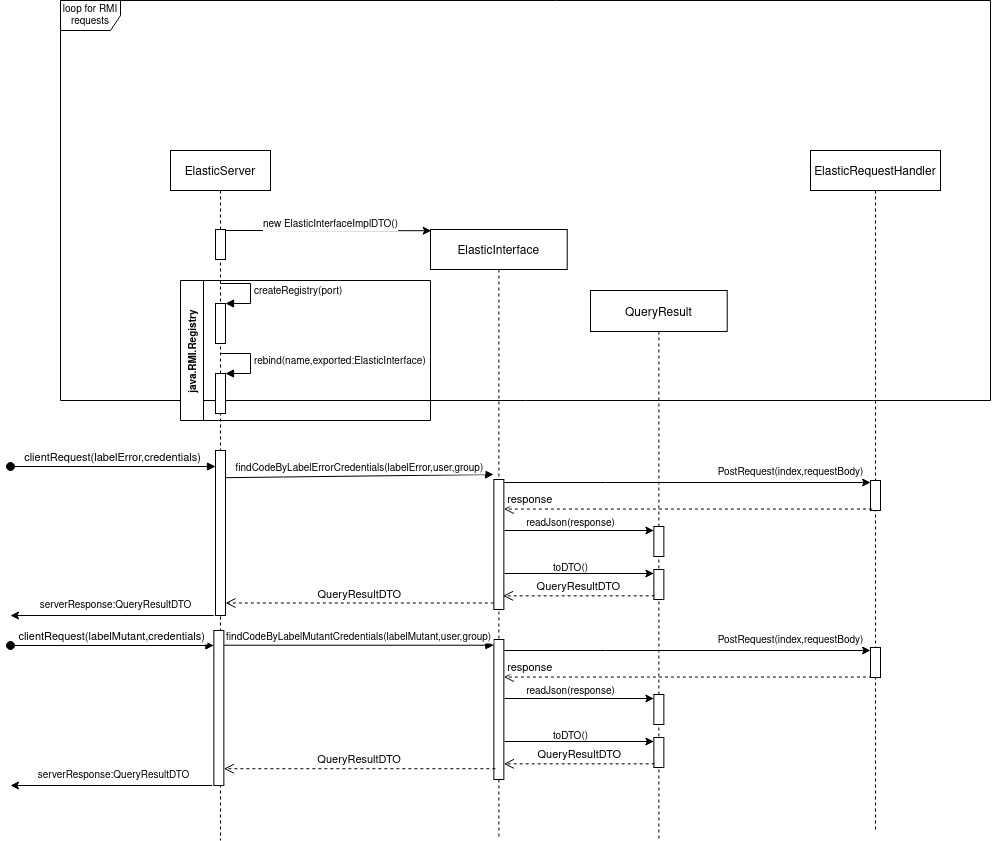 loop for RMI
requests
ElasticServer
ElasticRequestHandler
new ElasticInterfaceImplDTO()
ElasticInterface
java.RMI.Registry
createRegistry(port)
QueryResult
rebind(name,exported:ElasticInterface)
clientRequest(labelError,credentials)
findCodeByLabelErrorCredentials(labelError,user,group)
PostRequest(index,requestBody)
response
readJson(response)
toDTO()
QueryResultDTO
QueryResultDTO
serverResponse:QueryResultDTO
clientRequest(labelMutant,credentials)
findCodeByLabelMutantCredentials(labelMutant,user,group)
PostRequest(index,requestBody)
response
readJson(response)
toDTO()
QueryResultDTO
QueryResultDTO
serverResponse:QueryResultDTO